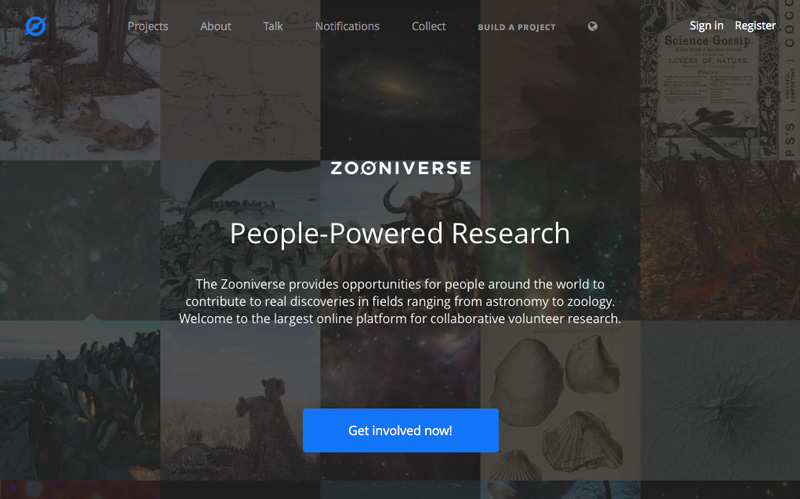 Projects About Talk Notifications Collect BUILD A PROJECT Sign in Register
Science-Gossip:
LOVERS OF NATURE.
ZOONIVERSE
People-Powered Research
The Zooniverse provides opportunities for people around the world to
contribute to real discoveries in fields ranging from astronomy to zoology.
Welcome to the largest online platform for collaborative volunteer research.
Get involved now!